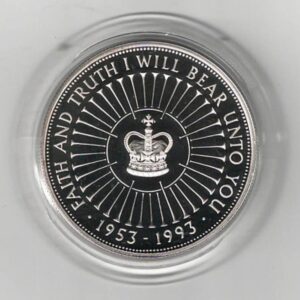 FAITH AND TRUTH I WILL BEAR UNTO YOU
· 1953 - 1993 ·